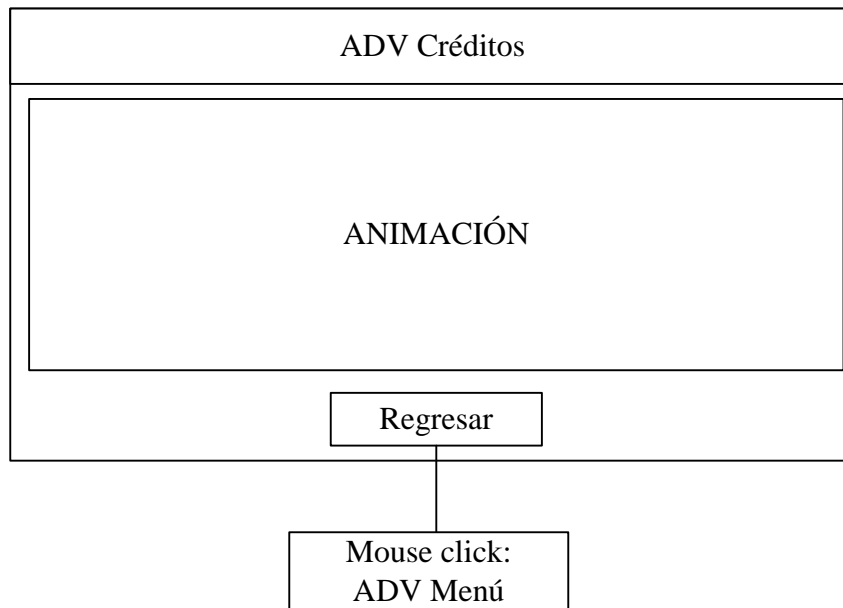 ADV Créditos
ANIMACIÓN
Regresar
Mouse click:
ADV Menú